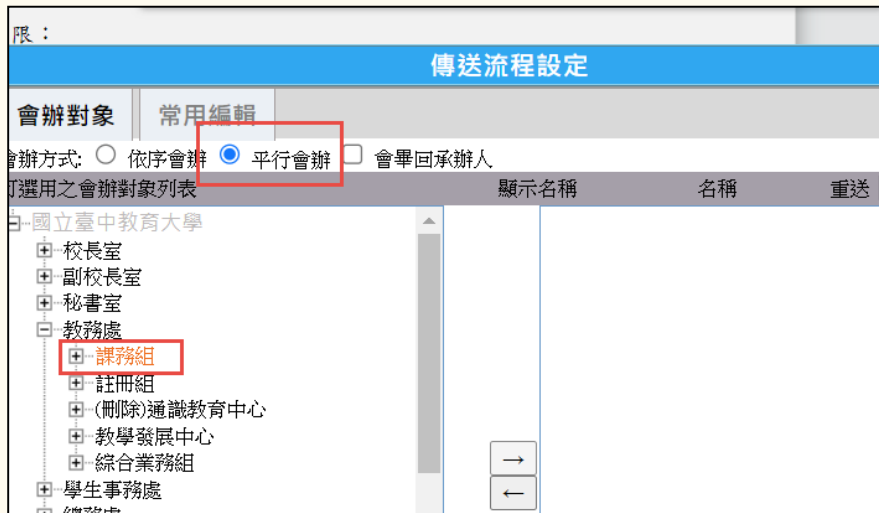 限：
傳送流程設定
會辦對象 常用編輯
會辦方式: 依序會辦 平行會辦 會畢回承辦人
可選用之會辦對象列表 顯示名稱 名稱 重送
國立臺中教育大學
校長室
副校長室
秘書室
教務處
課務組
註冊組
(刪除)通識教育中心
教學發展中心
綜合業務組
→
←
學生事務處
總務處